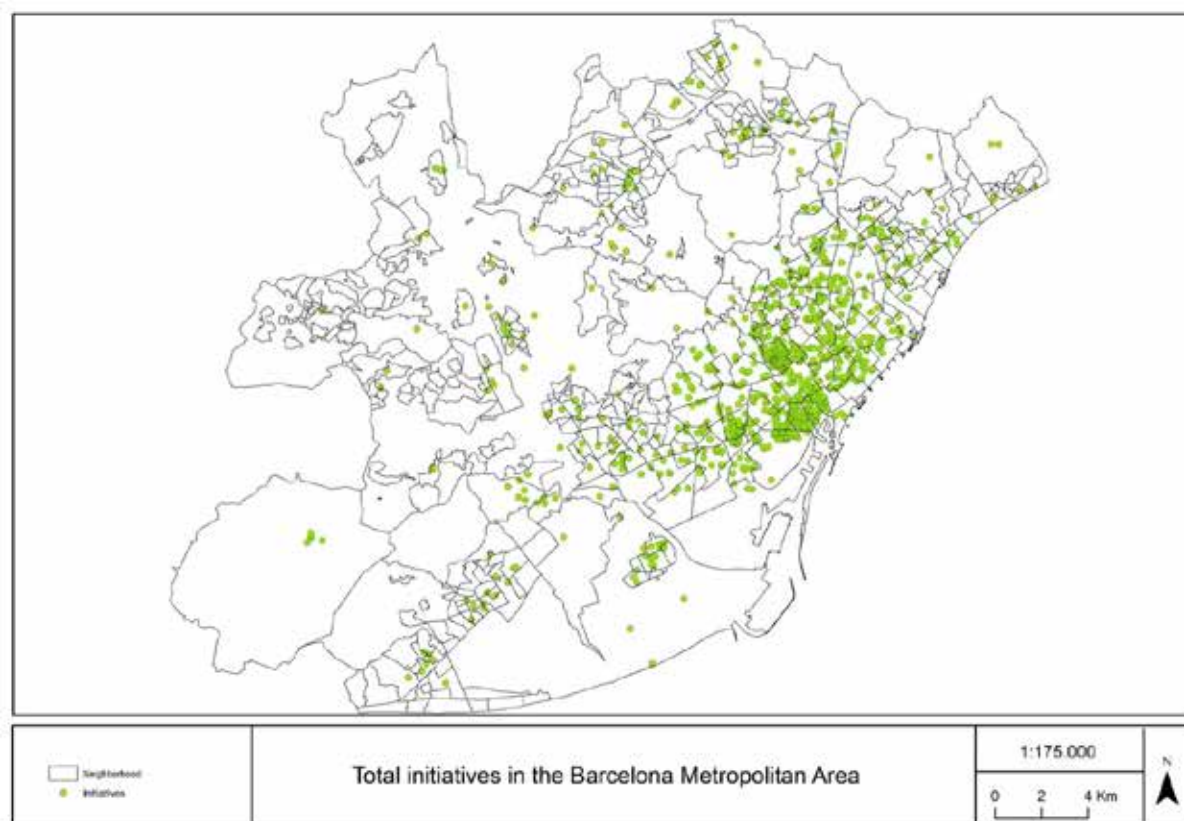 Neighborhood
Initiatives
Total initiatives in the Barcelona Metropolitan Area
1:175.000
0 2 4 Km
N